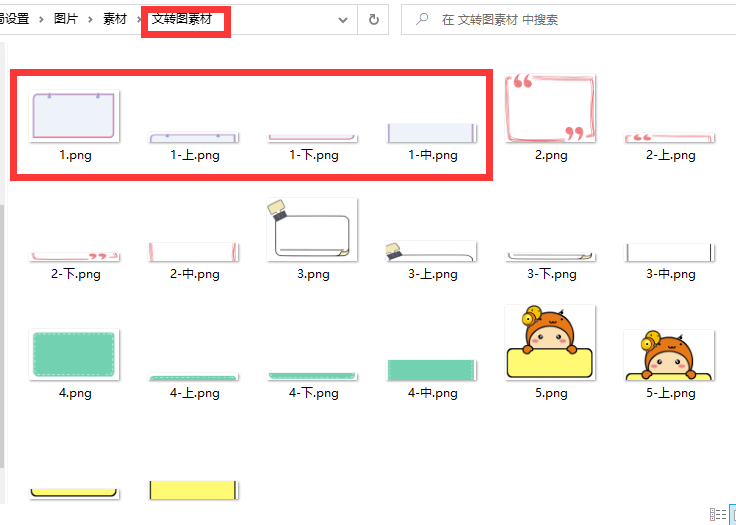 局设置 › 图片 › 素材 › 文转图素材
在 文转图素材 中搜索
1.png 1-上.png 1-下.png 1-中.png 2.png 2-上.png
2-下.png 2-中.png 3.png 3-上.png 3-下.png 3-中.png
4.png 4-上.png 4-下.png 4-中.png 5.png 5-上.png